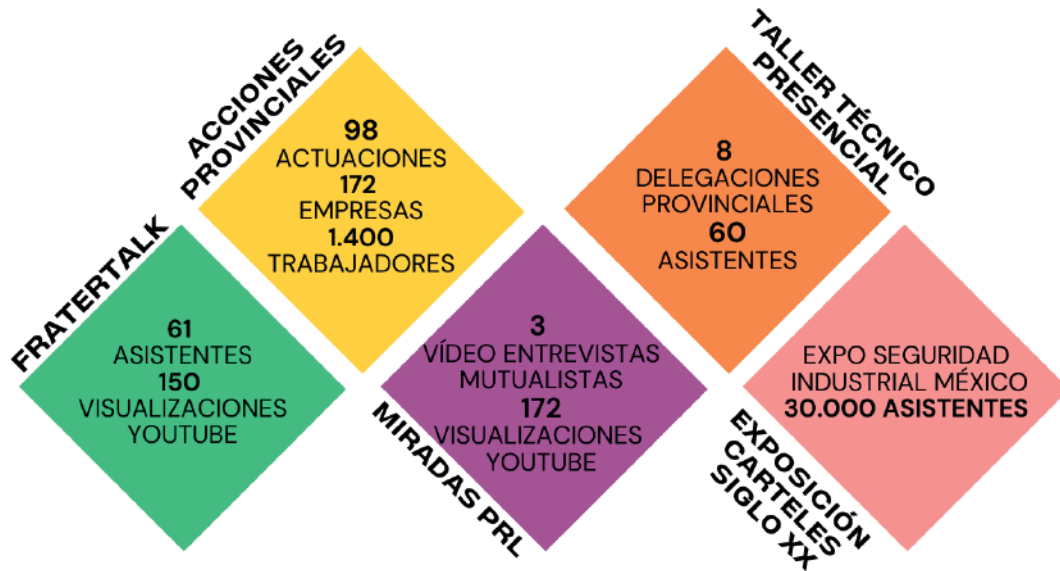 FRATERTALK
61
ASISTENTES
150
VISUALIZACIONES
YOUTUBE
ACCIONES
PROVINCIALES
98
ACTUACIONES
172
EMPRESAS
1.400
TRABAJADORES
3
VÍDEO ENTREVISTAS
MUTUALISTAS
172
VISUALIZACIONES
YOUTUBE
MIRADAS PRL
TALLER TÉCNICO
PRESENCIAL
8
DELEGACIONES
PROVINCIALES
60
ASISTENTES
EXPO SEGURIDAD
INDUSTRIAL MÉXICO
30.000 ASISTENTES
EXPOSICIÓN
CARTELES
SIGLO XX